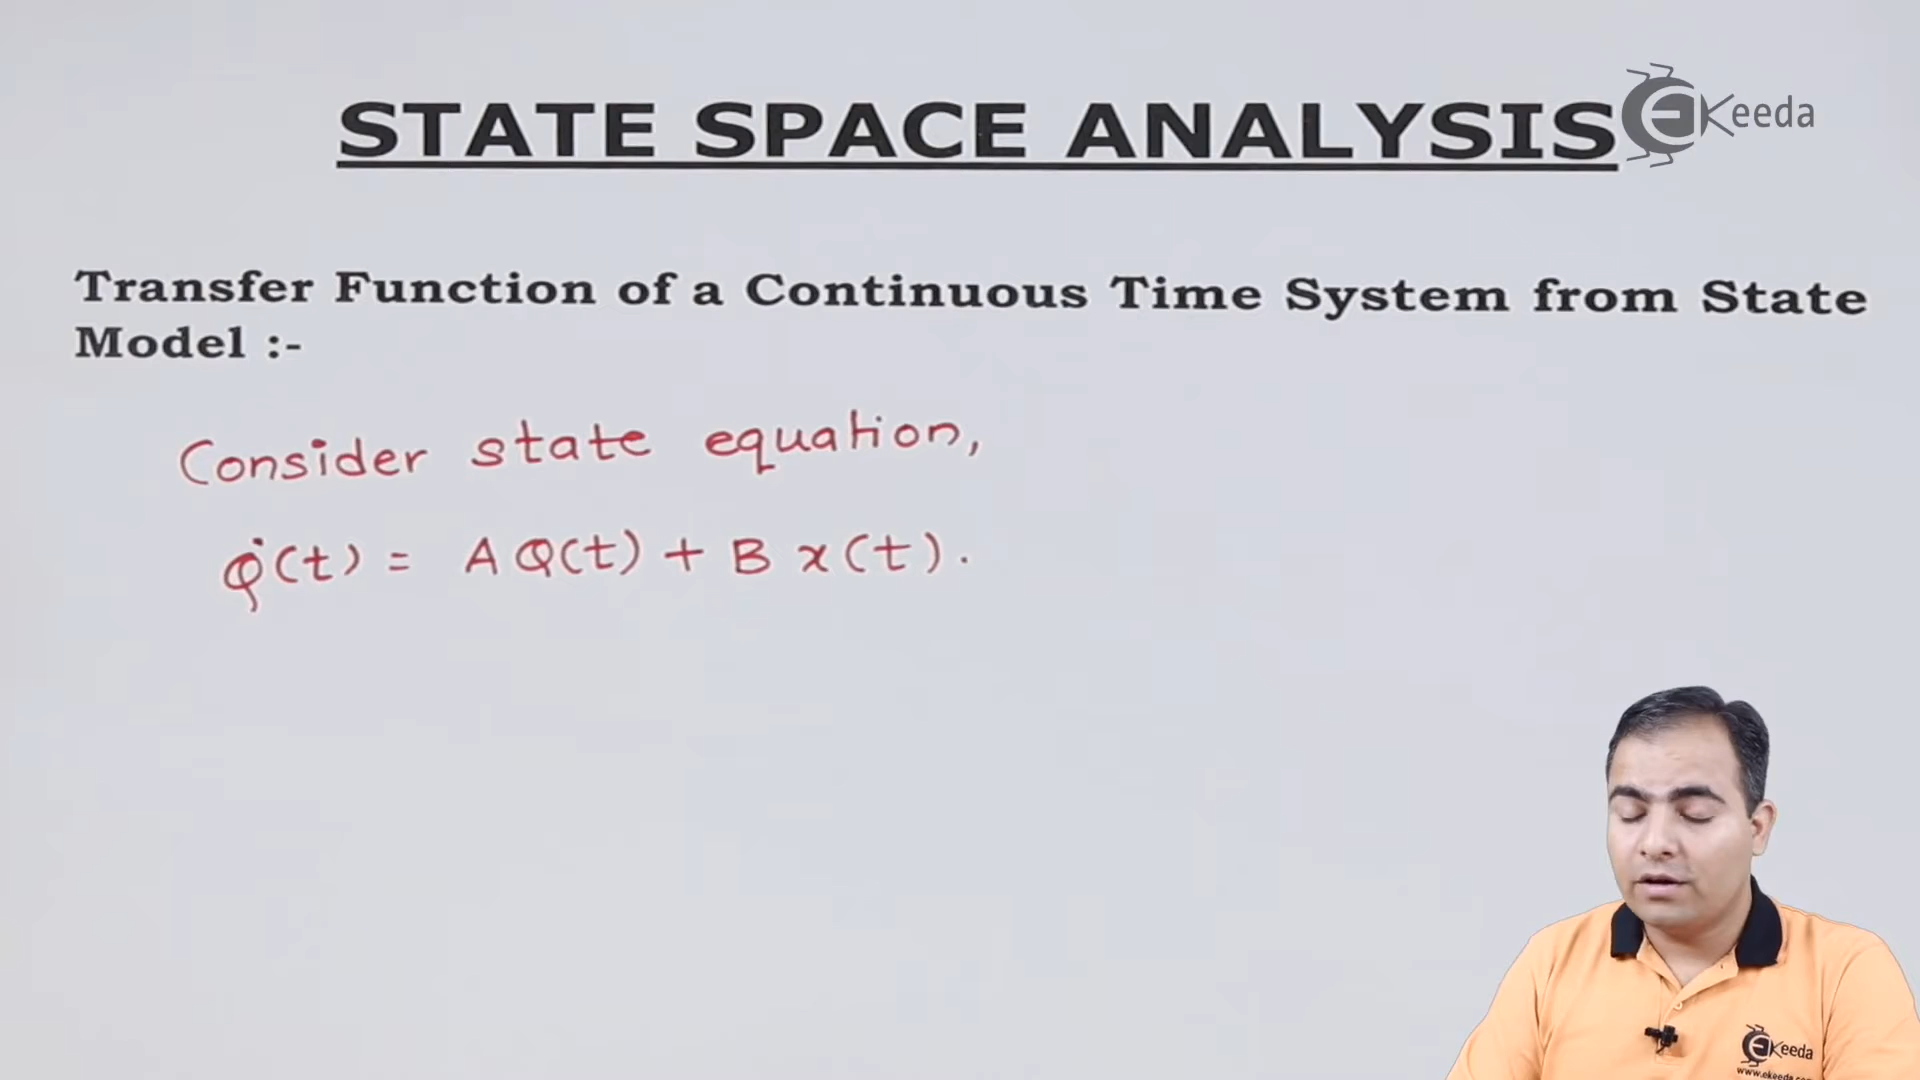 STATE SPACE ANALYSIS
Keeda
Transfer Function of a Continuous Time System from State
Model :-
Consider state equation,
Q̇(t) = A Q(t) + B x(t).
Keeda